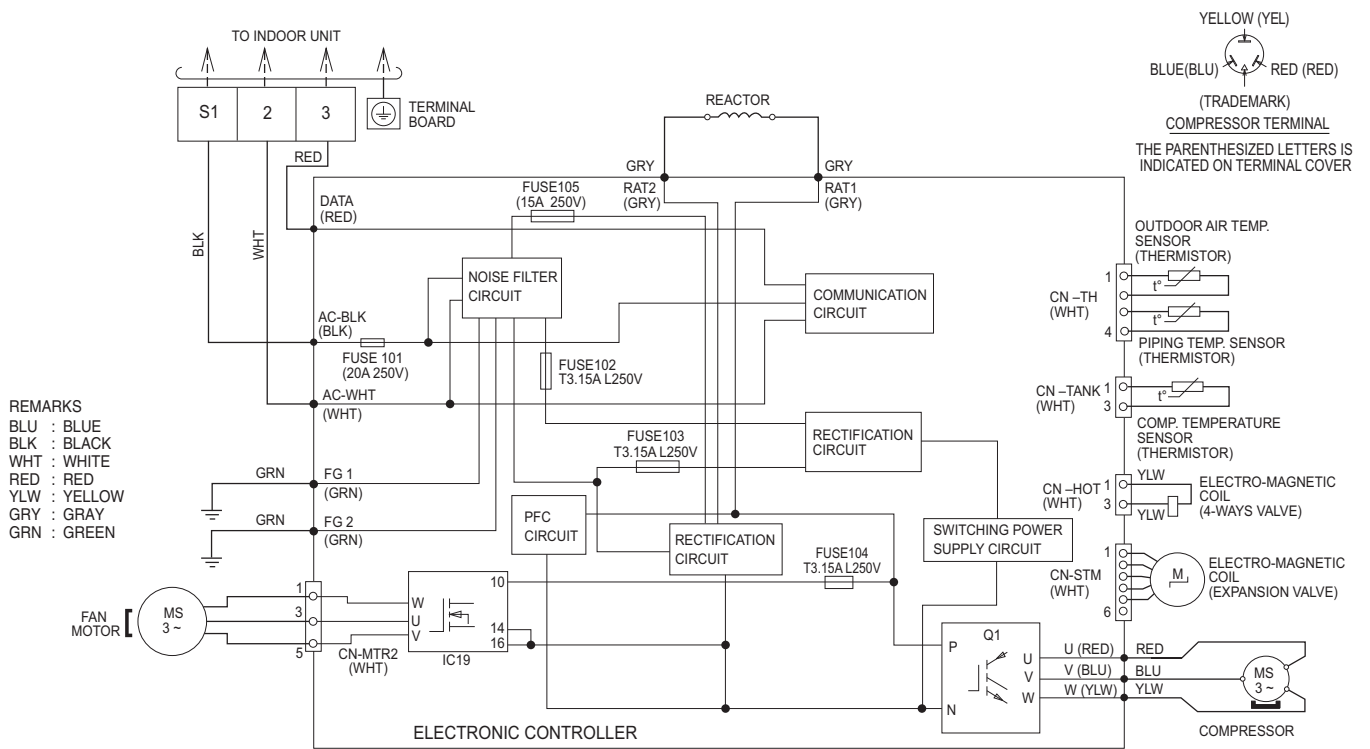 TO INDOOR UNIT
S1
2
3
TERMINAL
BOARD
RED
BLK
WHT
REACTOR
GRY
GRY
RAT2
(GRY)
RAT1
(GRY)
YELLOW (YEL)
BLUE(BLU)
RED (RED)
(TRADEMARK)
COMPRESSOR TERMINAL
THE PARENTHESIZED LETTERS IS
INDICATED ON TERMINAL COVER
DATA
(RED)
FUSE105
(15A 250V)
NOISE FILTER
CIRCUIT
COMMUNICATION
CIRCUIT
AC-BLK
(BLK)
FUSE 101
(20A 250V)
FUSE102
T3.15A L250V
AC-WHT
(WHT)
OUTDOOR AIR TEMP.
SENSOR
(THERMISTOR)
1
t°
CN –TH
(WHT)
t°
4
PIPING TEMP. SENSOR
(THERMISTOR)
CN –TANK
(WHT)
1
3
t°
COMP. TEMPERATURE
SENSOR
(THERMISTOR)
REMARKS
BLU : BLUE
BLK : BLACK
WHT : WHITE
RED : RED
YLW : YELLOW
GRY : GRAY
GRN : GREEN
FUSE103
T3.15A L250V
RECTIFICATION
CIRCUIT
GRN
FG 1
(GRN)
GRN
FG 2
(GRN)
PFC
CIRCUIT
RECTIFICATION
CIRCUIT
SWITCHING POWER
SUPPLY CIRCUIT
CN –HOT
(WHT)
1
3
YLW
YLW
ELECTRO-MAGNETIC
COIL
(4-WAYS VALVE)
FUSE104
T3.15A L250V
CN-STM
(WHT)
1
6
M
ELECTRO-MAGNETIC
COIL
(EXPANSION VALVE)
FAN
MOTOR
MS
3 ~
1
3
5
CN-MTR2
(WHT)
W
U
V
10
14
16
IC19
Q1
P
N
U
V
W
U (RED)
V (BLU)
W (YLW)
RED
BLU
YLW
MS
3 ~
COMPRESSOR
ELECTRONIC CONTROLLER